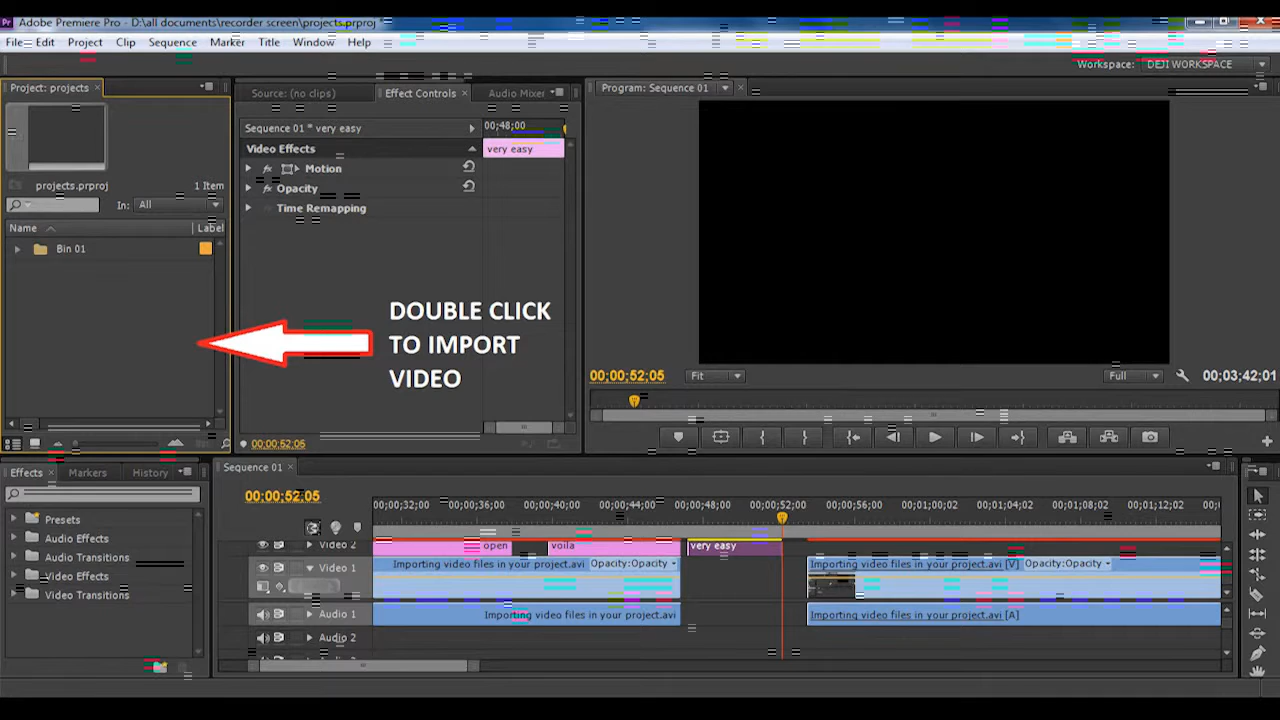 Adobe Premiere Pro - D:\all documents\recorder screen\projects.prproj *
File Edit Project Clip Sequence Marker Title Window Help
Workspace: DEJI WORKSPACE
Project: projects
Source: (no clips) Effect Controls Audio Mixer
Program: Sequence 01
Sequence 01 * very easy
00;48;00
Video Effects
very easy
Motion
Opacity
Time Remapping
projects.prproj
1 Item
In: All
Name Label
Bin 01
DOUBLE CLICK
TO IMPORT
VIDEO
00;00;52;05
Fit
Full
00;03;42;01
00;00;52;05
Effects Markers History
Presets
Audio Effects
Audio Transitions
Video Effects
Video Transitions
Sequence 01
00;00;52;05
00;00;32;00 00;00;36;00 00;00;40;00 00;00;44;00 00;00;48;00 00;00;52;00 00;00;56;00 00;01;00;02 00;01;04;02 00;01;08;02 00;01;12;02
Video 2
open
voila
very easy
Video 1
Importing video files in your project.avi Opacity:Opacity
Importing video files in your project.avi [V] Opacity:Opacity
Audio 1
Importing video files in your project.avi
Importing video files in your project.avi [A]
Audio 2